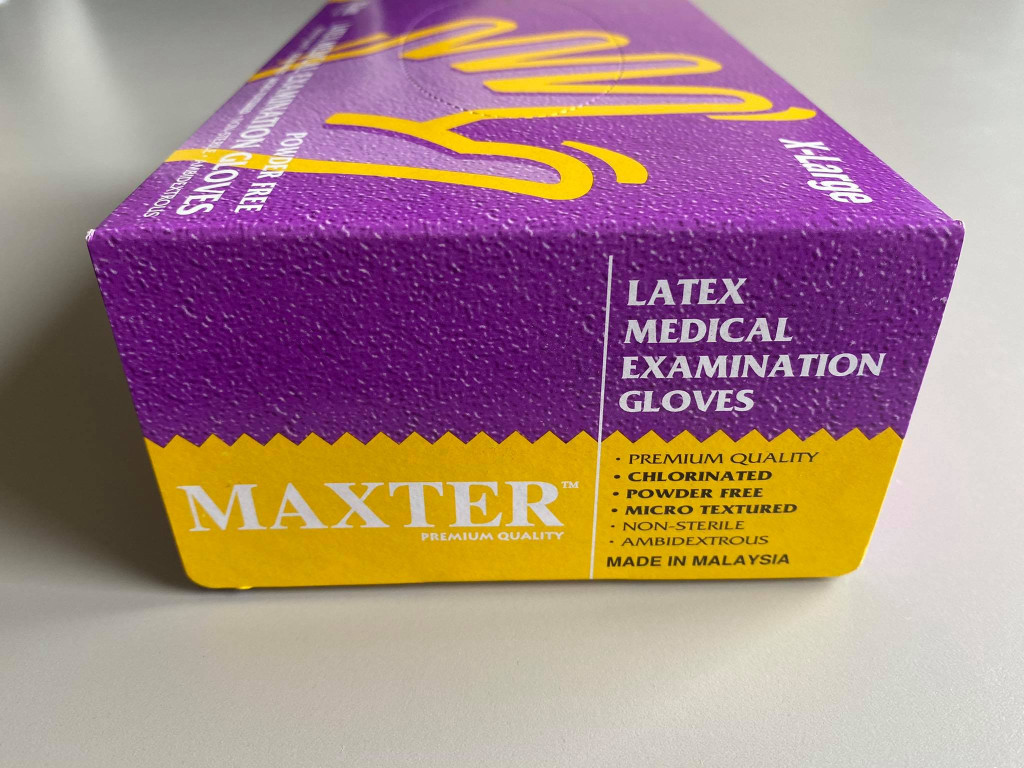 POWDER FREE
EXAMINATION GLOVES
X-Large
LATEX
MEDICAL
EXAMINATION
GLOVES
MAXTER™
PREMIUM QUALITY
• PREMIUM QUALITY
• CHLORINATED
• POWDER FREE
• MICRO TEXTURED
• NON-STERILE
• AMBIDEXTROUS
MADE IN MALAYSIA